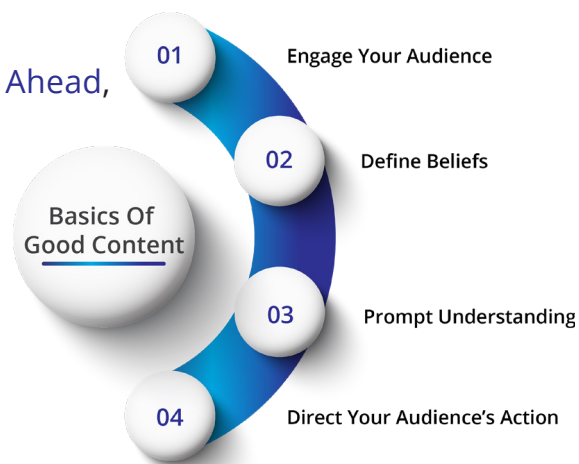 Ahead,
Basics Of
Good Content
01
Engage Your Audience
02
Define Beliefs
03
Prompt Understanding
04
Direct Your Audience's Action